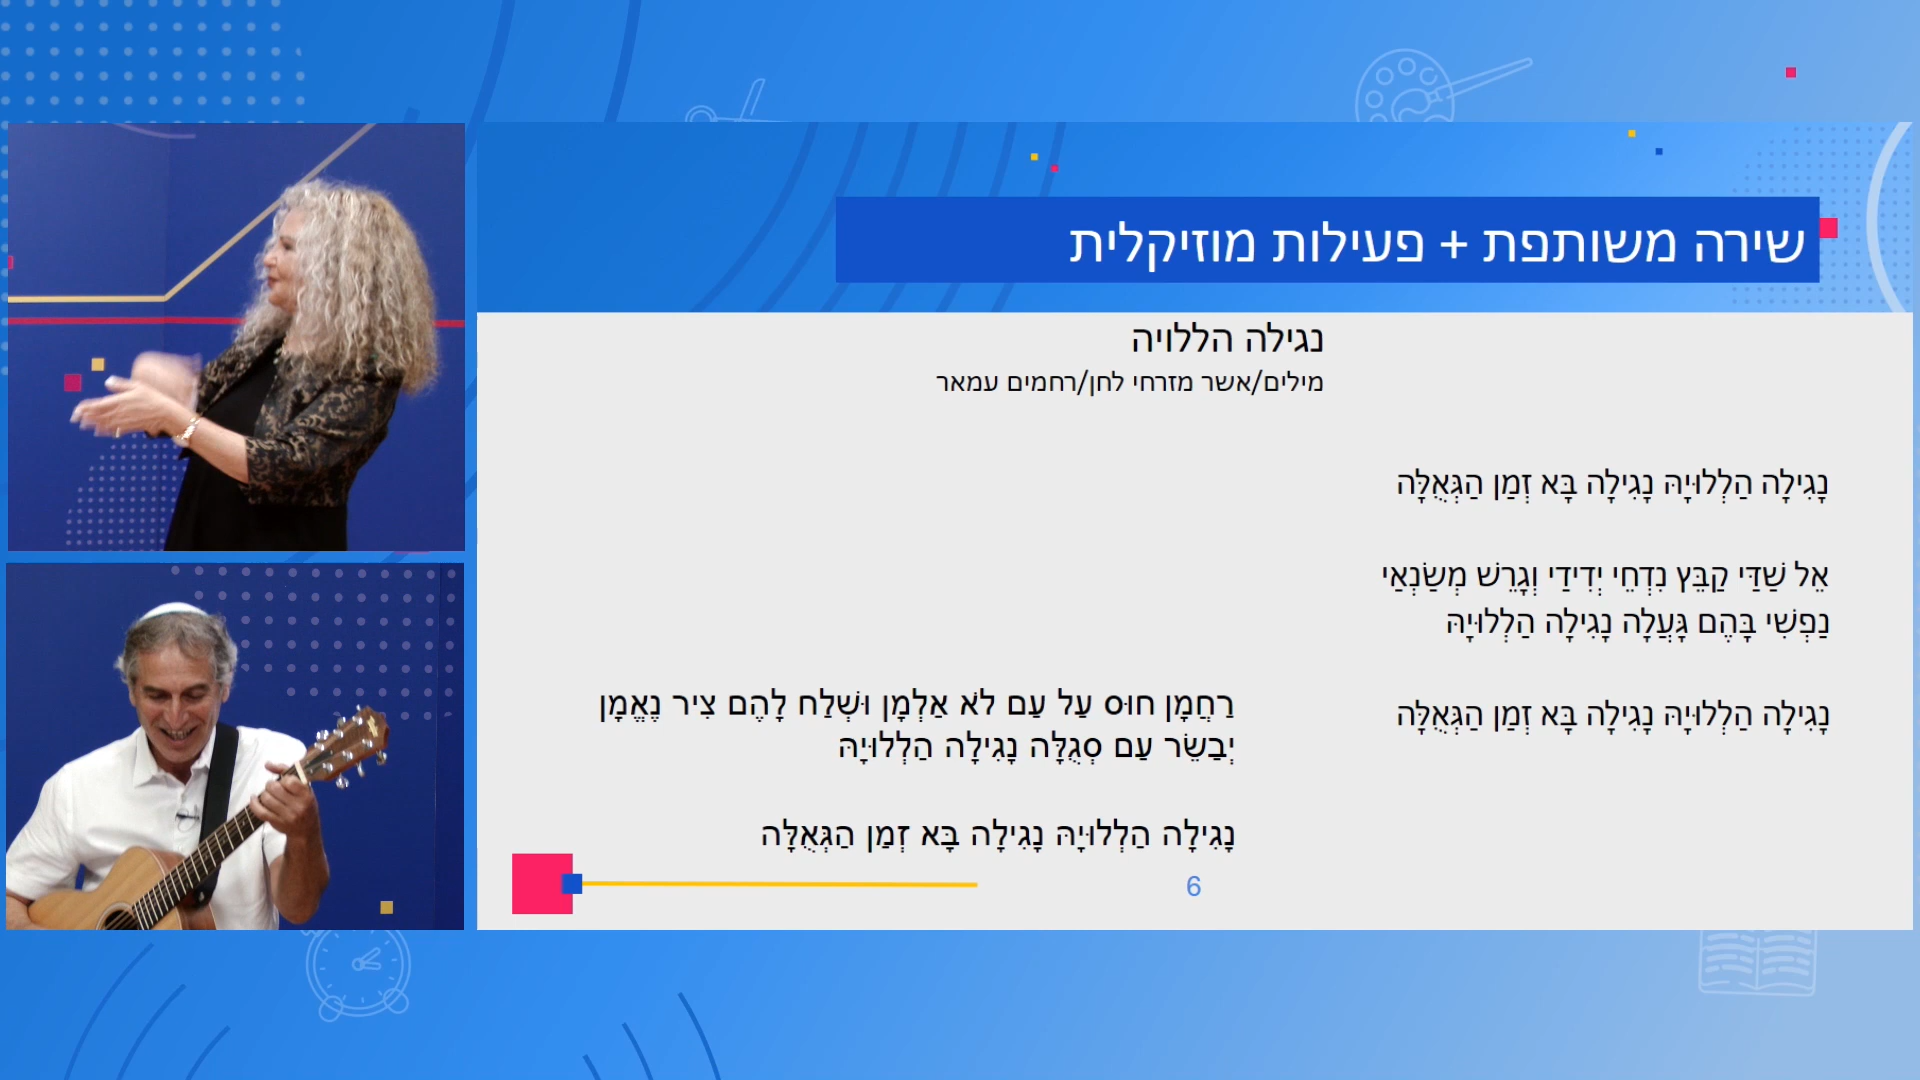 שירה משותפת + פעילות מוזיקלית
נגילה הללויה
מילים/אשר מזרחי לחן/רחמים עמאר
נָגִילָה הַלְלוּיָהּ נָגִילָה בָּא זְמַן הַגְּאֻלָּה
אֵל שַׁדַּי קַבֵּץ נִדְחֵי יְדִידַי וְגָרֵשׁ מְשַׂנְאַי
נַפְשִׁי בָּהֶם גָּעֲלָה נָגִילָה הַלְלוּיָהּ
נָגִילָה הַלְלוּיָהּ נָגִילָה בָּא זְמַן הַגְּאֻלָּה
רַחֲמָן חוּס עַל עַם לֹא אַלְמָן וּשְׁלַח לָהֶם צִיר נֶאֱמָן
יְבַשֵּׂר עַם סְגֻלָּה נָגִילָה הַלְלוּיָהּ
נָגִילָה הַלְלוּיָהּ נָגִילָה בָּא זְמַן הַגְּאֻלָּה
6